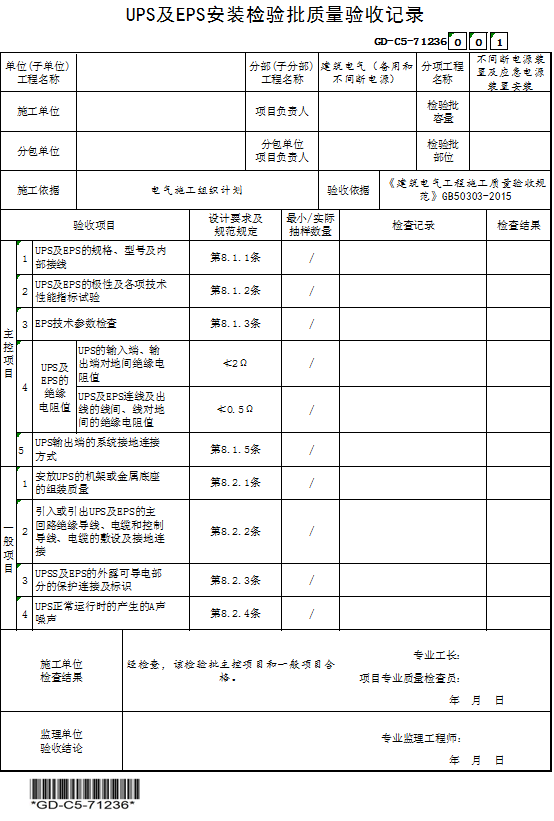 UPS及EPS安装检验批质量验收记录
GD-C5-71236 0 0 1
单位(子单位)
工程名称
分部(子分部)
工程名称
建筑电气（备用和
不间断电源）
分项工程
名称
不间断电源装
置及应急电源
装置安装
施工单位
项目负责人
检验批
容量
分包单位
分包单位
项目负责人
检验批
部位
施工依据
电气施工组织计划
验收依据
《建筑电气工程施工质量验收规
范》GB50303-2015
验收项目
设计要求及
规范规定
最小/实际
抽样数量
检查记录
检查结果
主控项目
1
UPS及EPS的规格、型号及内
部接线
第8.1.1条
/
2
UPS及EPS的极性及各项技术
性能指标试验
第8.1.2条
/
3
EPS技术参数检查
第8.1.3条
/
4
UPS及
EPS的
绝缘
电阻值
UPS的输入端、输
出端对地间绝缘电
阻值
≮2Ω
/
UPS及EPS连线及出
线的线间、线对地
间的绝缘电阻值
≮0.5Ω
/
5
UPS输出端的系统接地连接
方式
第8.1.5条
/
一般项目
1
安放UPS的机架或金属底座
的组装质量
第8.2.1条
/
2
引入或引出UPS及EPS的主
回路绝缘导线、电缆和控制
导线、电缆的敷设及接地连
接
第8.2.2条
/
3
UPSS及EPS的外露可导电部
分的保护连接及标识
第8.2.3条
/
4
UPS正常运行时的产生的A声
噪声
第8.2.4条
/
施工单位
检查结果
经检查，该检验批主控项目和一般项目合
格。
专业工长：
项目专业质量检查员：
年 月 日
监理单位
验收结论
专业监理工程师：
年 月 日
*GD-C5-71236*